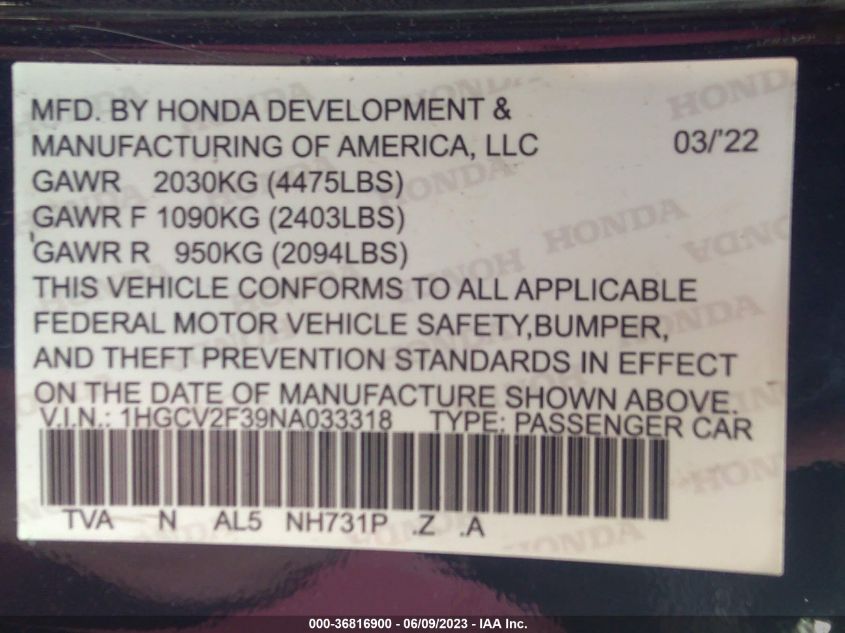 MFD. BY HONDA DEVELOPMENT &
MANUFACTURING OF AMERICA, LLC 03/'22
GAWR 2030KG (4475LBS)
GAWR F 1090KG (2403LBS)
GAWR R 950KG (2094LBS)
THIS VEHICLE CONFORMS TO ALL APPLICABLE
FEDERAL MOTOR VEHICLE SAFETY,BUMPER,
AND THEFT PREVENTION STANDARDS IN EFFECT
ON THE DATE OF MANUFACTURE SHOWN ABOVE.
V.I.N.: 1HGCV2F39NA033318 TYPE: PASSENGER CAR
TVA N AL5 NH731P .Z .A
000-36816900 - 06/09/2023 - IAA Inc.